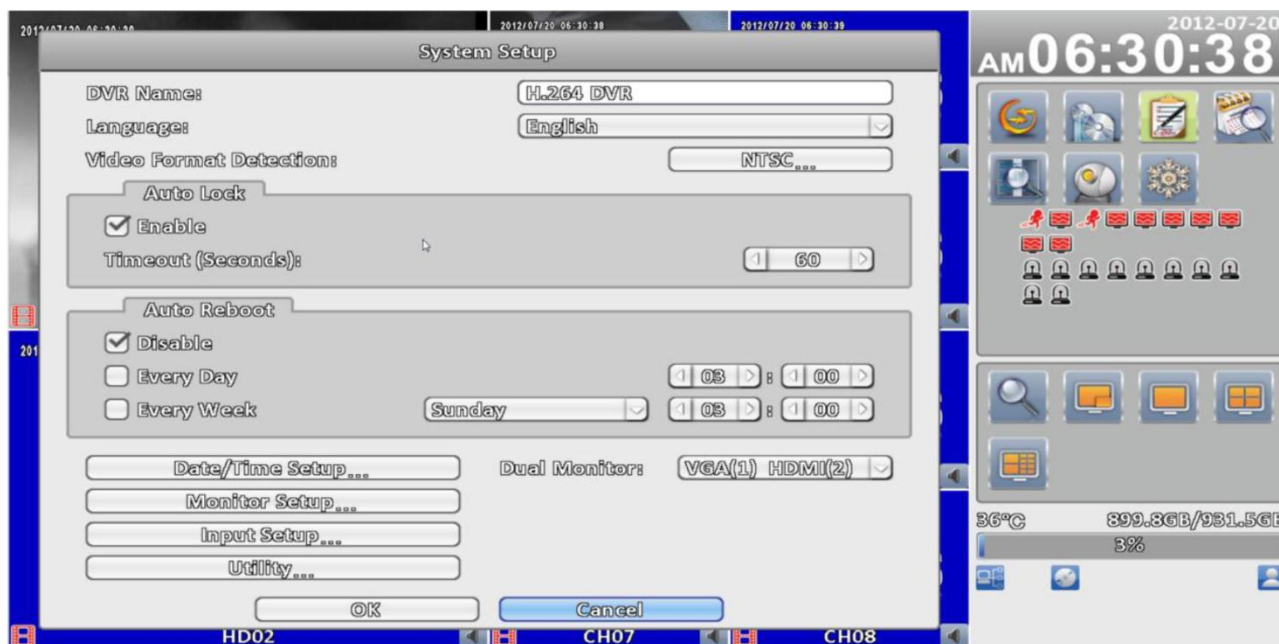 2012/07/20 06:30:38
2012/07/20 06:30:39
2012-07-20
AM 06:30:38
System Setup
DVR Name:
H.264 DVR
Language:
English
Video Format Detection:
NTSC...
Auto Lock
Enable
Timeout (Seconds):
60
Auto Reboot
Disable
Every Day
03 : 00
Every Week
Sunday
03 : 00
Date/Time Setup...
Dual Monitor:
VGA(1) HDMI(2)
Monitor Setup...
Input Setup...
Utility...
OK
Cancel
36°C
899.8GB/931.5GB
3%
HD02
CH07
CH08